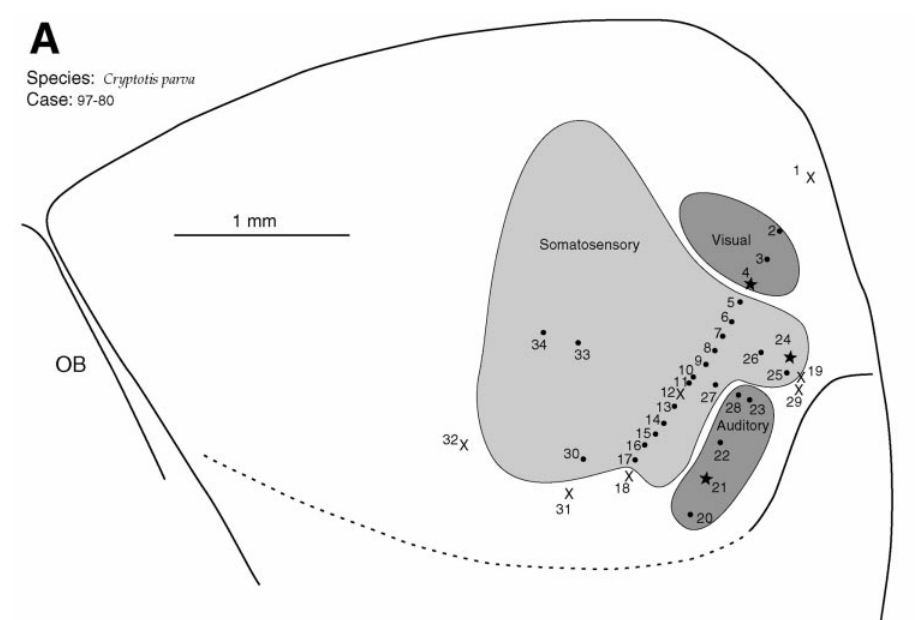 A
Species: Cryptotis parva
Case: 97-80
1 X
1 mm
2
Visual
Somatosensory
3
4
5
6
7
24
34
33
8
26
OB
9
10
25
X 19
11
12 X
27
X
29
13
28
23
14
Auditory
15
32 X
16
22
30
17
X
18
21
X
31
20